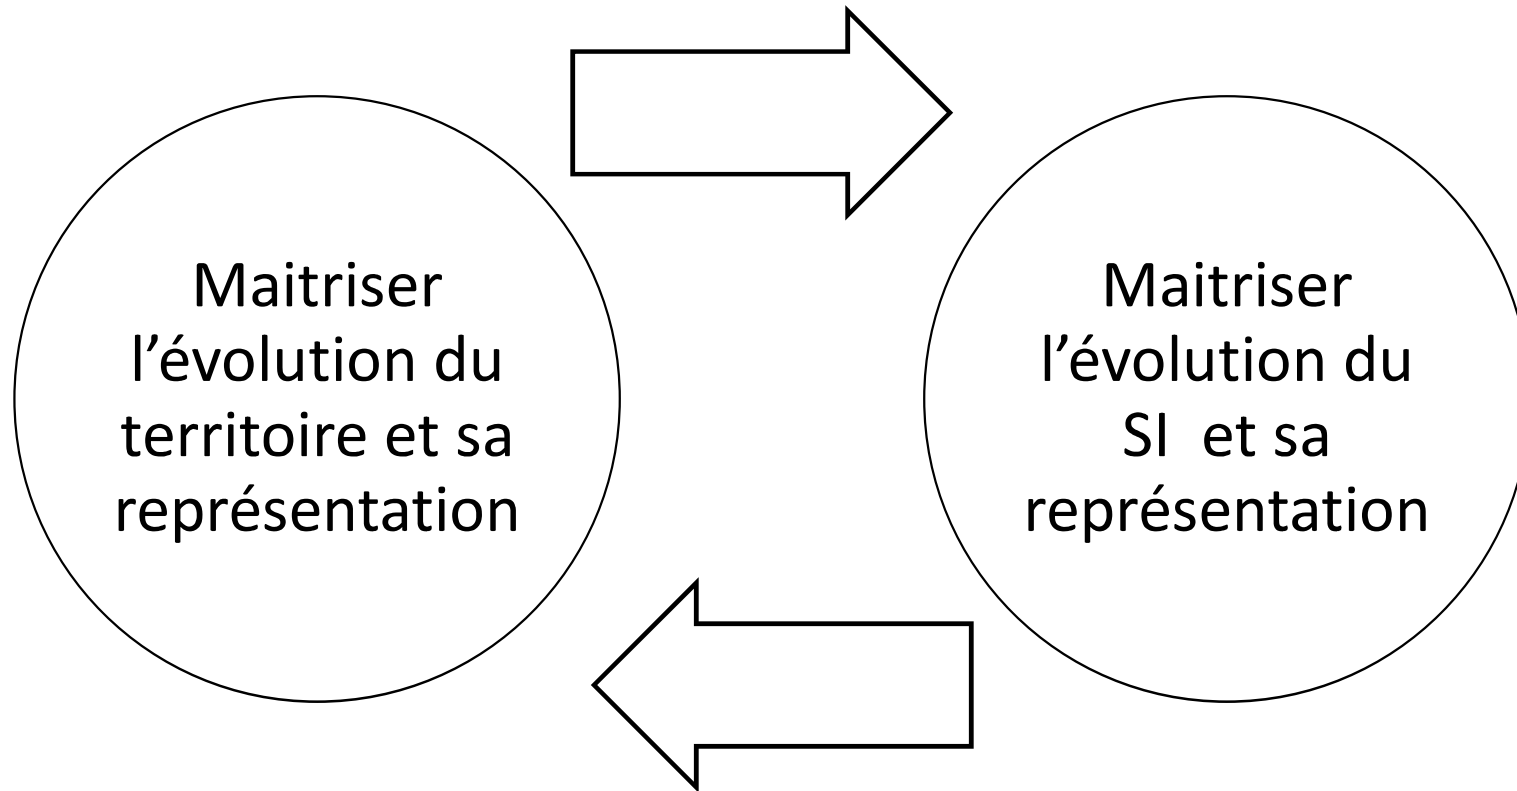 Maitriser
l’évolution du
territoire et sa
représentation
Maitriser
l’évolution du
SI et sa
représentation